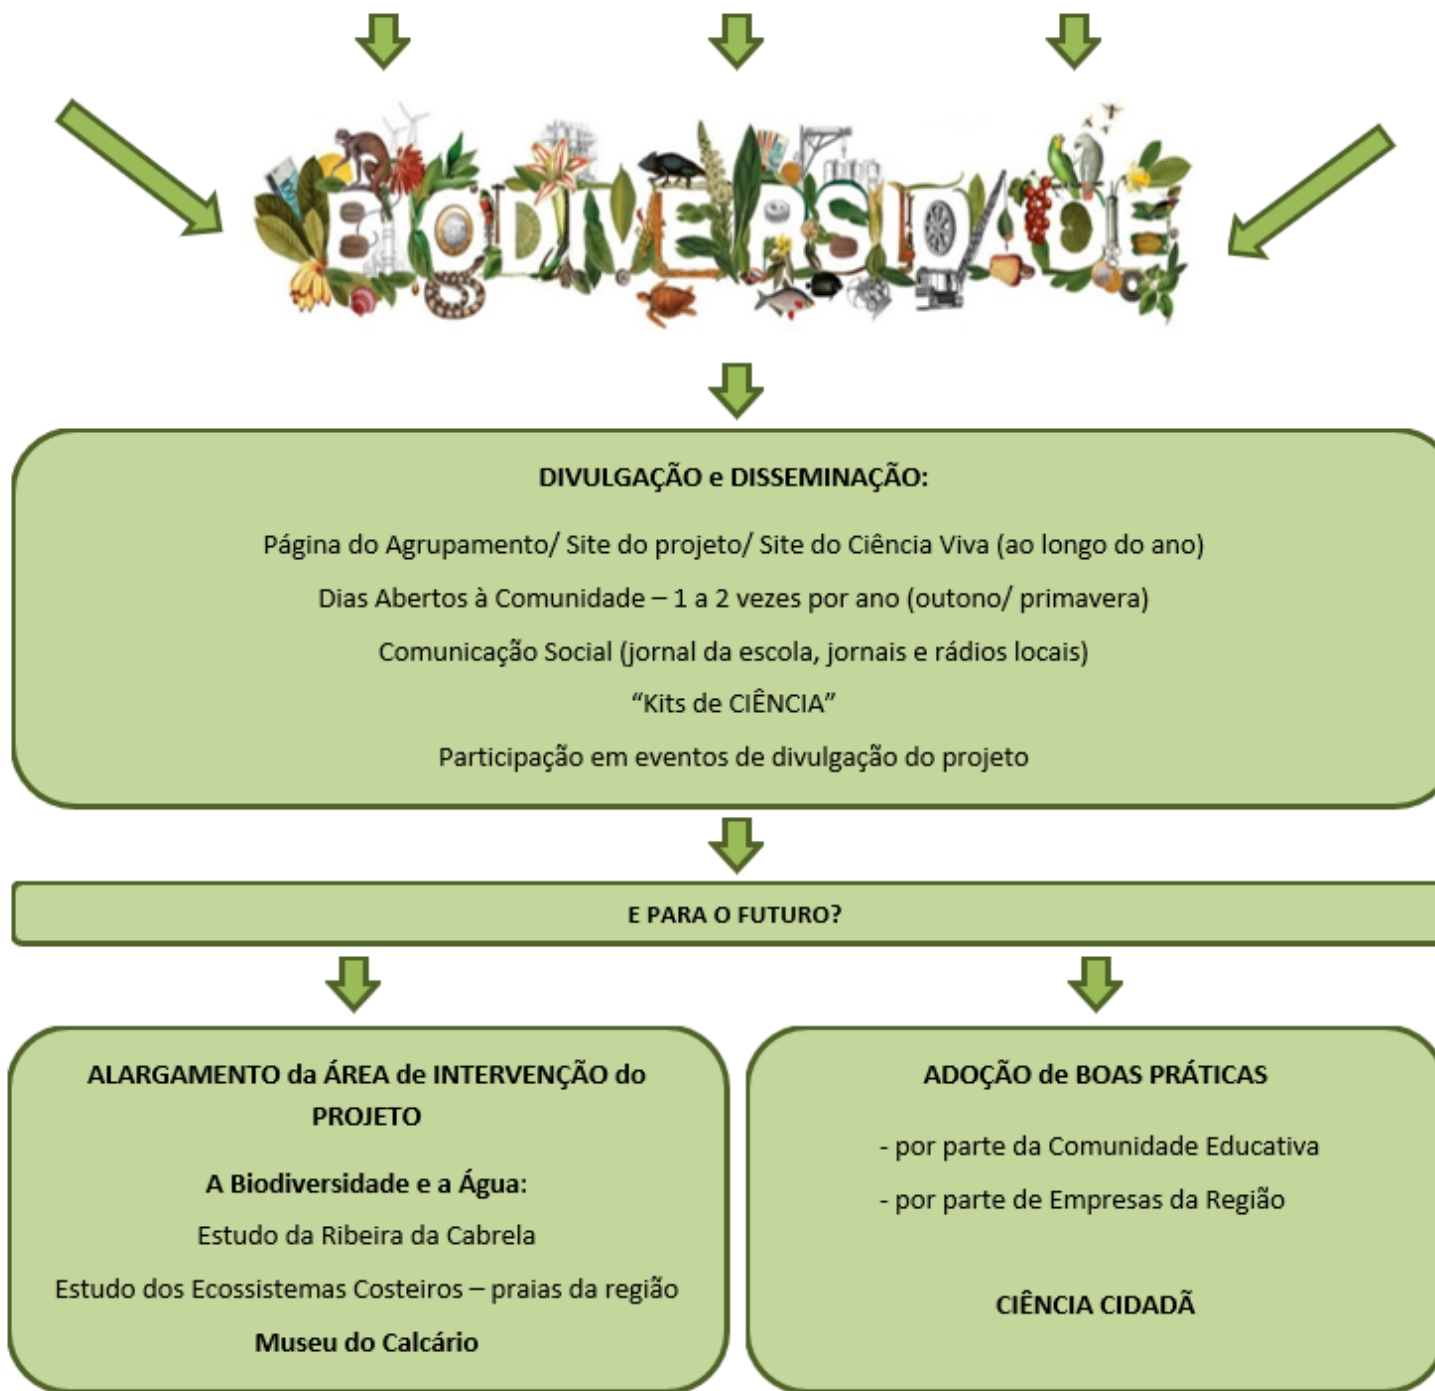 BIODIVERSIDADE
DIVULGAÇÃO e DISSEMINAÇÃO:
Página do Agrupamento/ Site do projeto/ Site do Ciência Viva (ao longo do ano)
Dias Abertos à Comunidade – 1 a 2 vezes por ano (outono/ primavera)
Comunicação Social (jornal da escola, jornais e rádios locais)
“Kits de CIÊNCIA”
Participação em eventos de divulgação do projeto
E PARA O FUTURO?
ALARGAMENTO da ÁREA de INTERVENÇÃO do
PROJETO
A Biodiversidade e a Água:
Estudo da Ribeira da Cabrela
Estudo dos Ecossistemas Costeiros – praias da região
Museu do Calcário
ADOÇÃO de BOAS PRÁTICAS
- por parte da Comunidade Educativa
- por parte de Empresas da Região
CIÊNCIA CIDADÃ